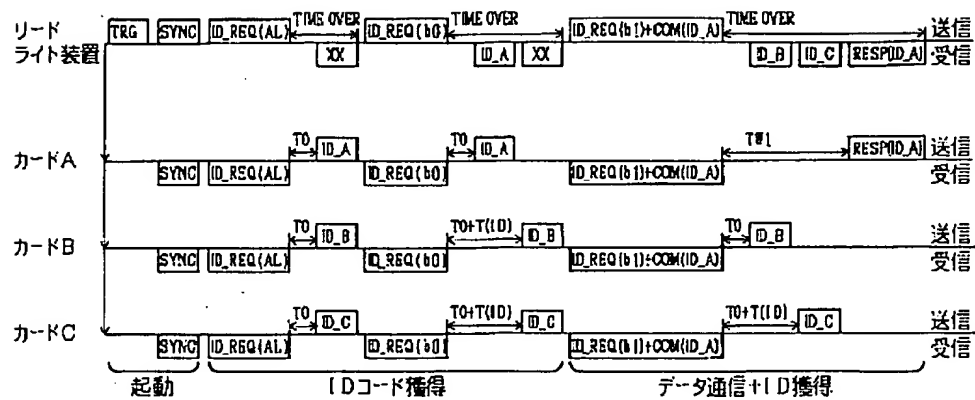 TIME OVER TIME OVER TIME OVER
リード TRG SYNC ID_REQ(AL) ID_REQ(b0) ID_REQ(b1)+COM(ID_A) 送信
ライト装置 XX ID_A XX ID_B ID_C RESP(ID_A) 受信
カードA T0 ID_A T0 ID_A TW1 RESP(ID_A) 送信
SYNC ID_REQ(AL) ID_REQ(b0) ID_REQ(b1)+COM(ID_A) 受信
カードB T0 ID_B T0+T(ID) ID_B T0 ID_B 送信
SYNC ID_REQ(AL) ID_REQ(b0) ID_REQ(b1)+COM(ID_A) 受信
カードC T0 ID_C T0+T(ID) ID_C T0+T(ID) ID_C 送信
SYNC ID_REQ(AL) ID_REQ(b0) ID_REQ(b1)+COM(ID_A) 受信
起動 IDコード獲得 データ通信+ID獲得